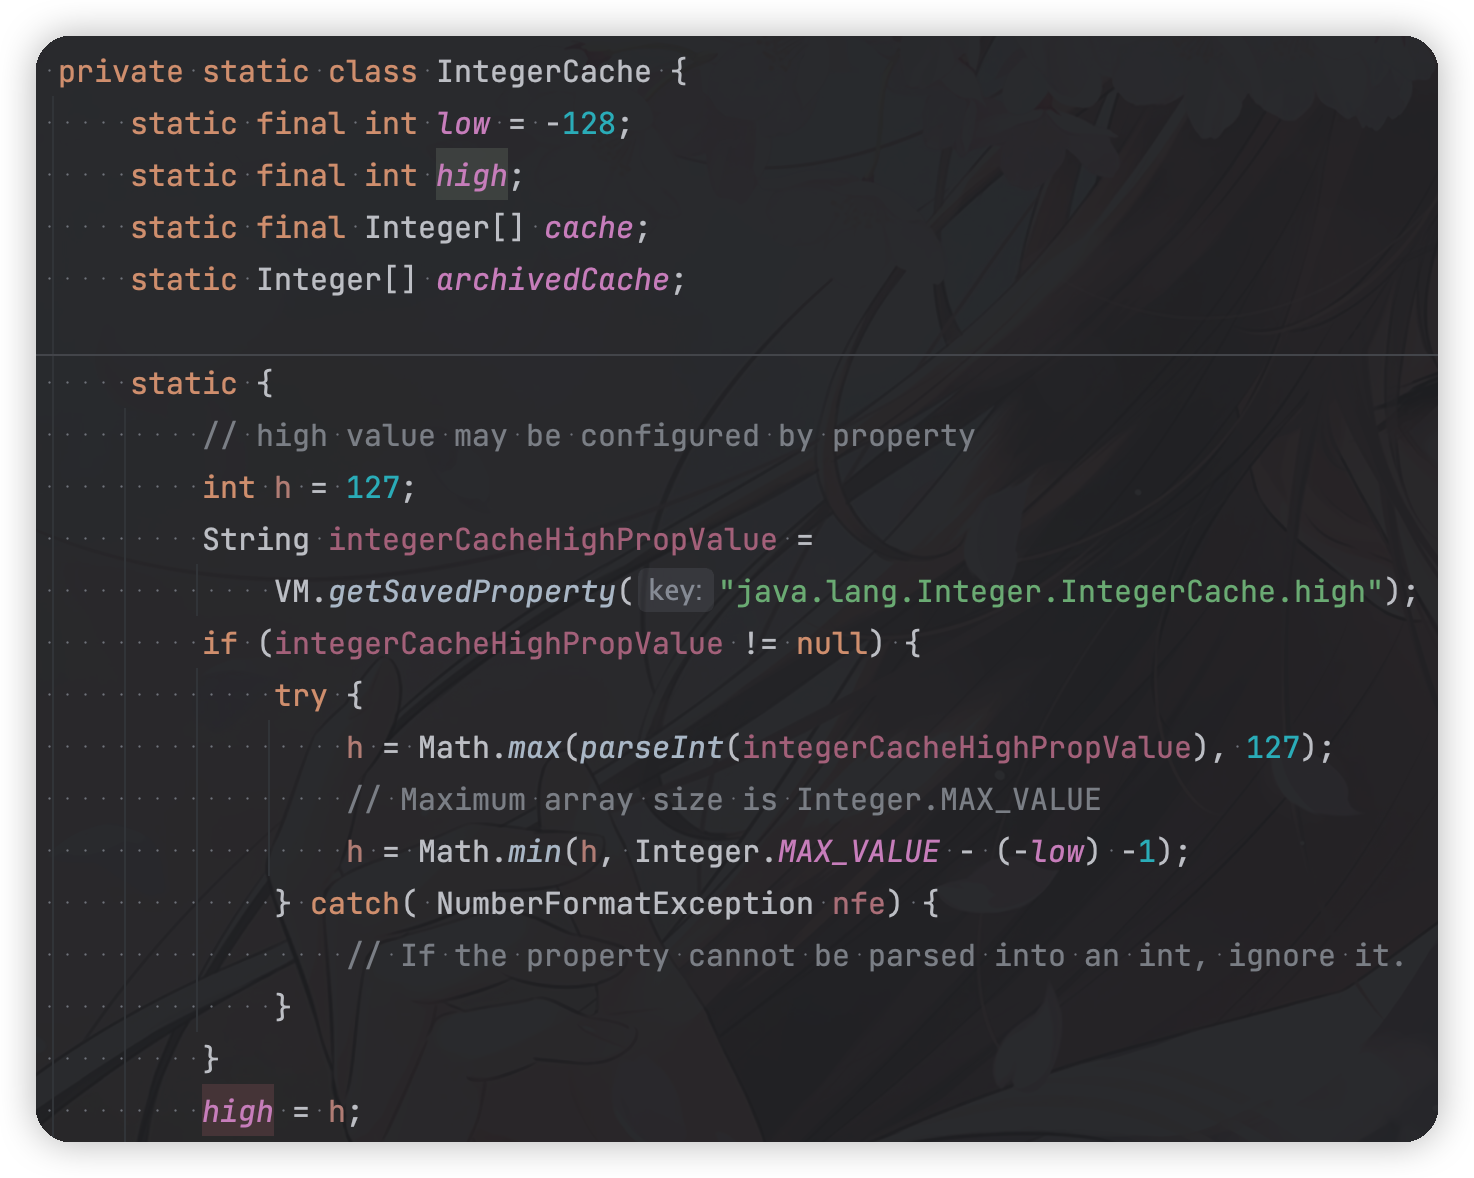 private static class IntegerCache {
    static final int low = -128;
    static final int high;
    static final Integer[] cache;
    static Integer[] archivedCache;

    static {
        // high value may be configured by property
        int h = 127;
        String integerCacheHighPropValue =
            VM.getSavedProperty( key: "java.lang.Integer.IntegerCache.high");
        if (integerCacheHighPropValue != null) {
            try {
                h = Math.max(parseInt(integerCacheHighPropValue), 127);
                // Maximum array size is Integer.MAX_VALUE
                h = Math.min(h, Integer.MAX_VALUE - (-low) -1);
            } catch( NumberFormatException nfe) {
                // If the property cannot be parsed into an int, ignore it.
            }
        }
        high = h;